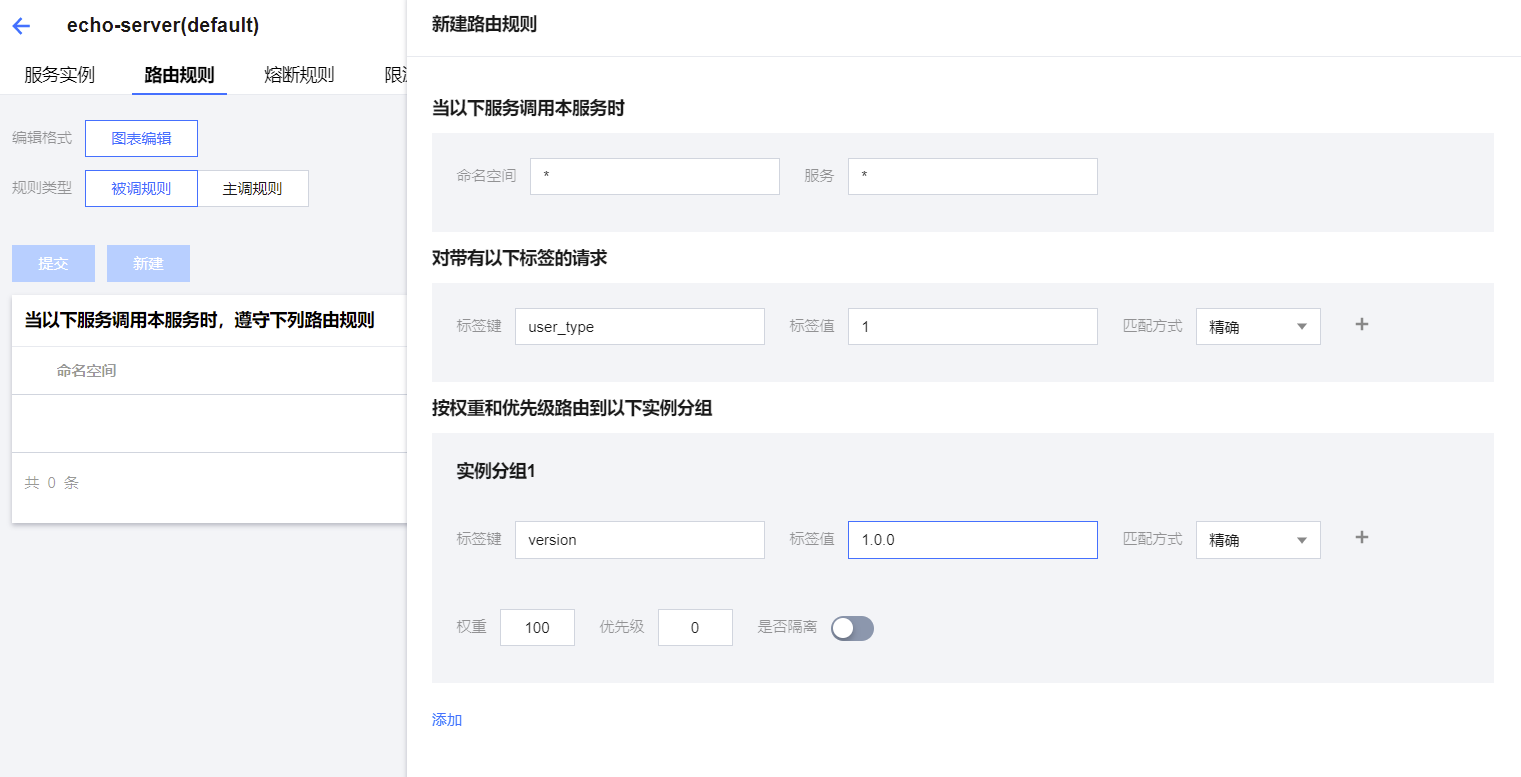 echo-server(default)
服务实例 路由规则 熔断规则 限
编辑格式 图表编辑
规则类型 被调规则 主调规则
提交 新建
当以下服务调用本服务时，遵守下列路由规则
命名空间
共 0 条
新建路由规则
当以下服务调用本服务时
命名空间 * 服务 *
对带有以下标签的请求
标签键 user_type 标签值 1 匹配方式 精确 +
按权重和优先级路由到以下实例分组
实例分组1
标签键 version 标签值 1.0.0 匹配方式 精确 +
权重 100 优先级 0 是否隔离
添加